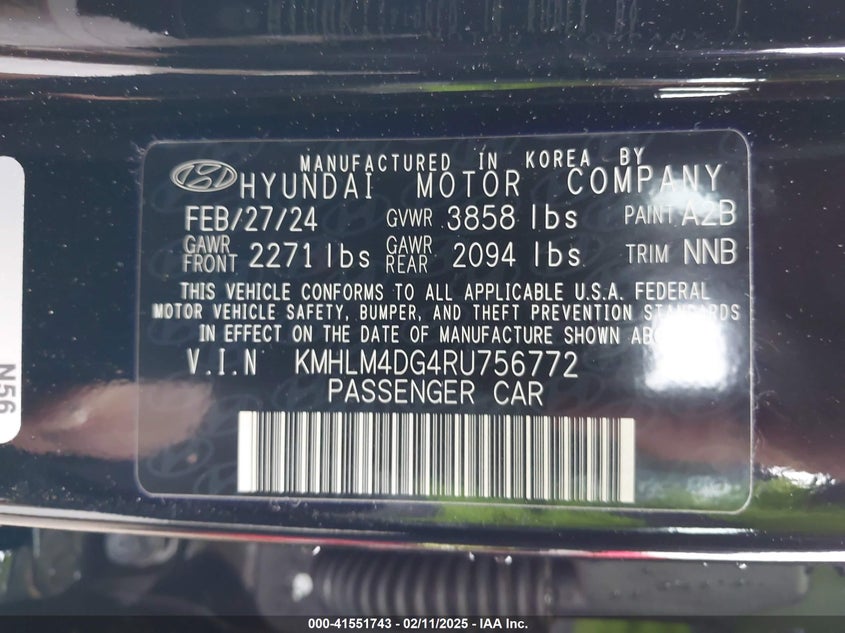 MANUFACTURED IN KOREA BY
HYUNDAI MOTOR COMPANY
FEB/27/24 GVWR 3858 lbs PAINT A2B
GAWR FRONT 2271 lbs GAWR REAR 2094 lbs TRIM NNB
THIS VEHICLE CONFORMS TO ALL APPLICABLE U.S.A. FEDERAL
MOTOR VEHICLE SAFETY, BUMPER, AND THEFT PREVENTION STANDARDS
IN EFFECT ON THE DATE OF MANUFACTURE SHOWN
V.I.N KMHLM4DG4RU756772
PASSENGER CAR
N56
000-41551743 - 02/11/2025 - IAA Inc.